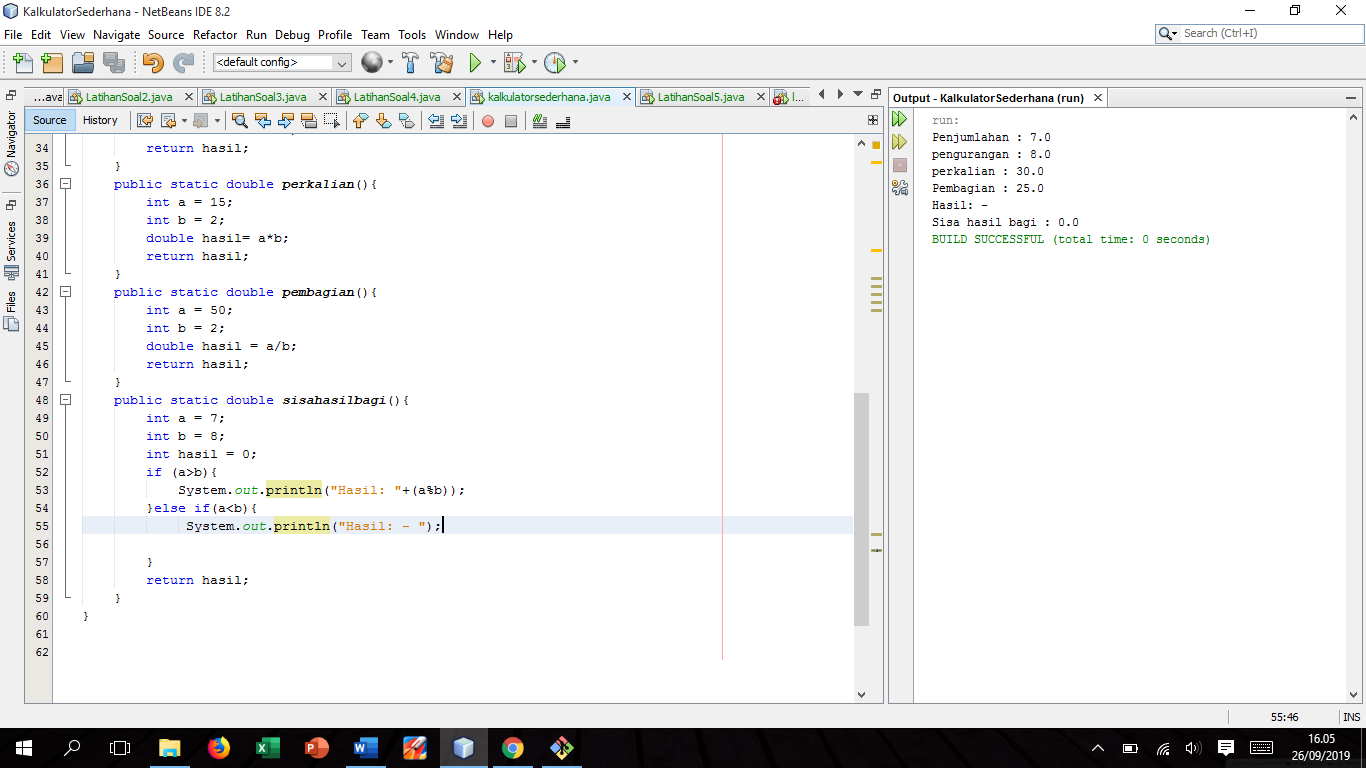 KalkulatorSederhana - NetBeans IDE 8.2
File Edit View Navigate Source Refactor Run Debug Profile Team Tools Window Help
Search (Ctrl+I)
<default config>
...ava LatihanSoal2.java LatihanSoal3.java LatihanSoal4.java kalkulatorsederhana.java LatihanSoal5.java l...
Source History
Navigator
Services
Files
34 return hasil;
35 }
36 public static double perkalian(){
37 int a = 15;
38 int b = 2;
39 double hasil= a*b;
40 return hasil;
41 }
42 public static double pembagian(){
43 int a = 50;
44 int b = 2;
45 double hasil = a/b;
46 return hasil;
47 }
48 public static double sisahasilbagi(){
49 int a = 7;
50 int b = 8;
51 int hasil = 0;
52 if (a>b){
53 System.out.println("Hasil: "+(a%b));
54 }else if(a<b){
55 System.out.println("Hasil: - ");
56
57 }
58 return hasil;
59 }
60 }
61
62
Output - KalkulatorSederhana (run)
run:
Penjumlahan : 7.0
pengurangan : 8.0
perkalian : 30.0
Pembagian : 25.0
Hasil: -
Sisa hasil bagi : 0.0
BUILD SUCCESSFUL (total time: 0 seconds)
55:46 INS
16.05
26/09/2019